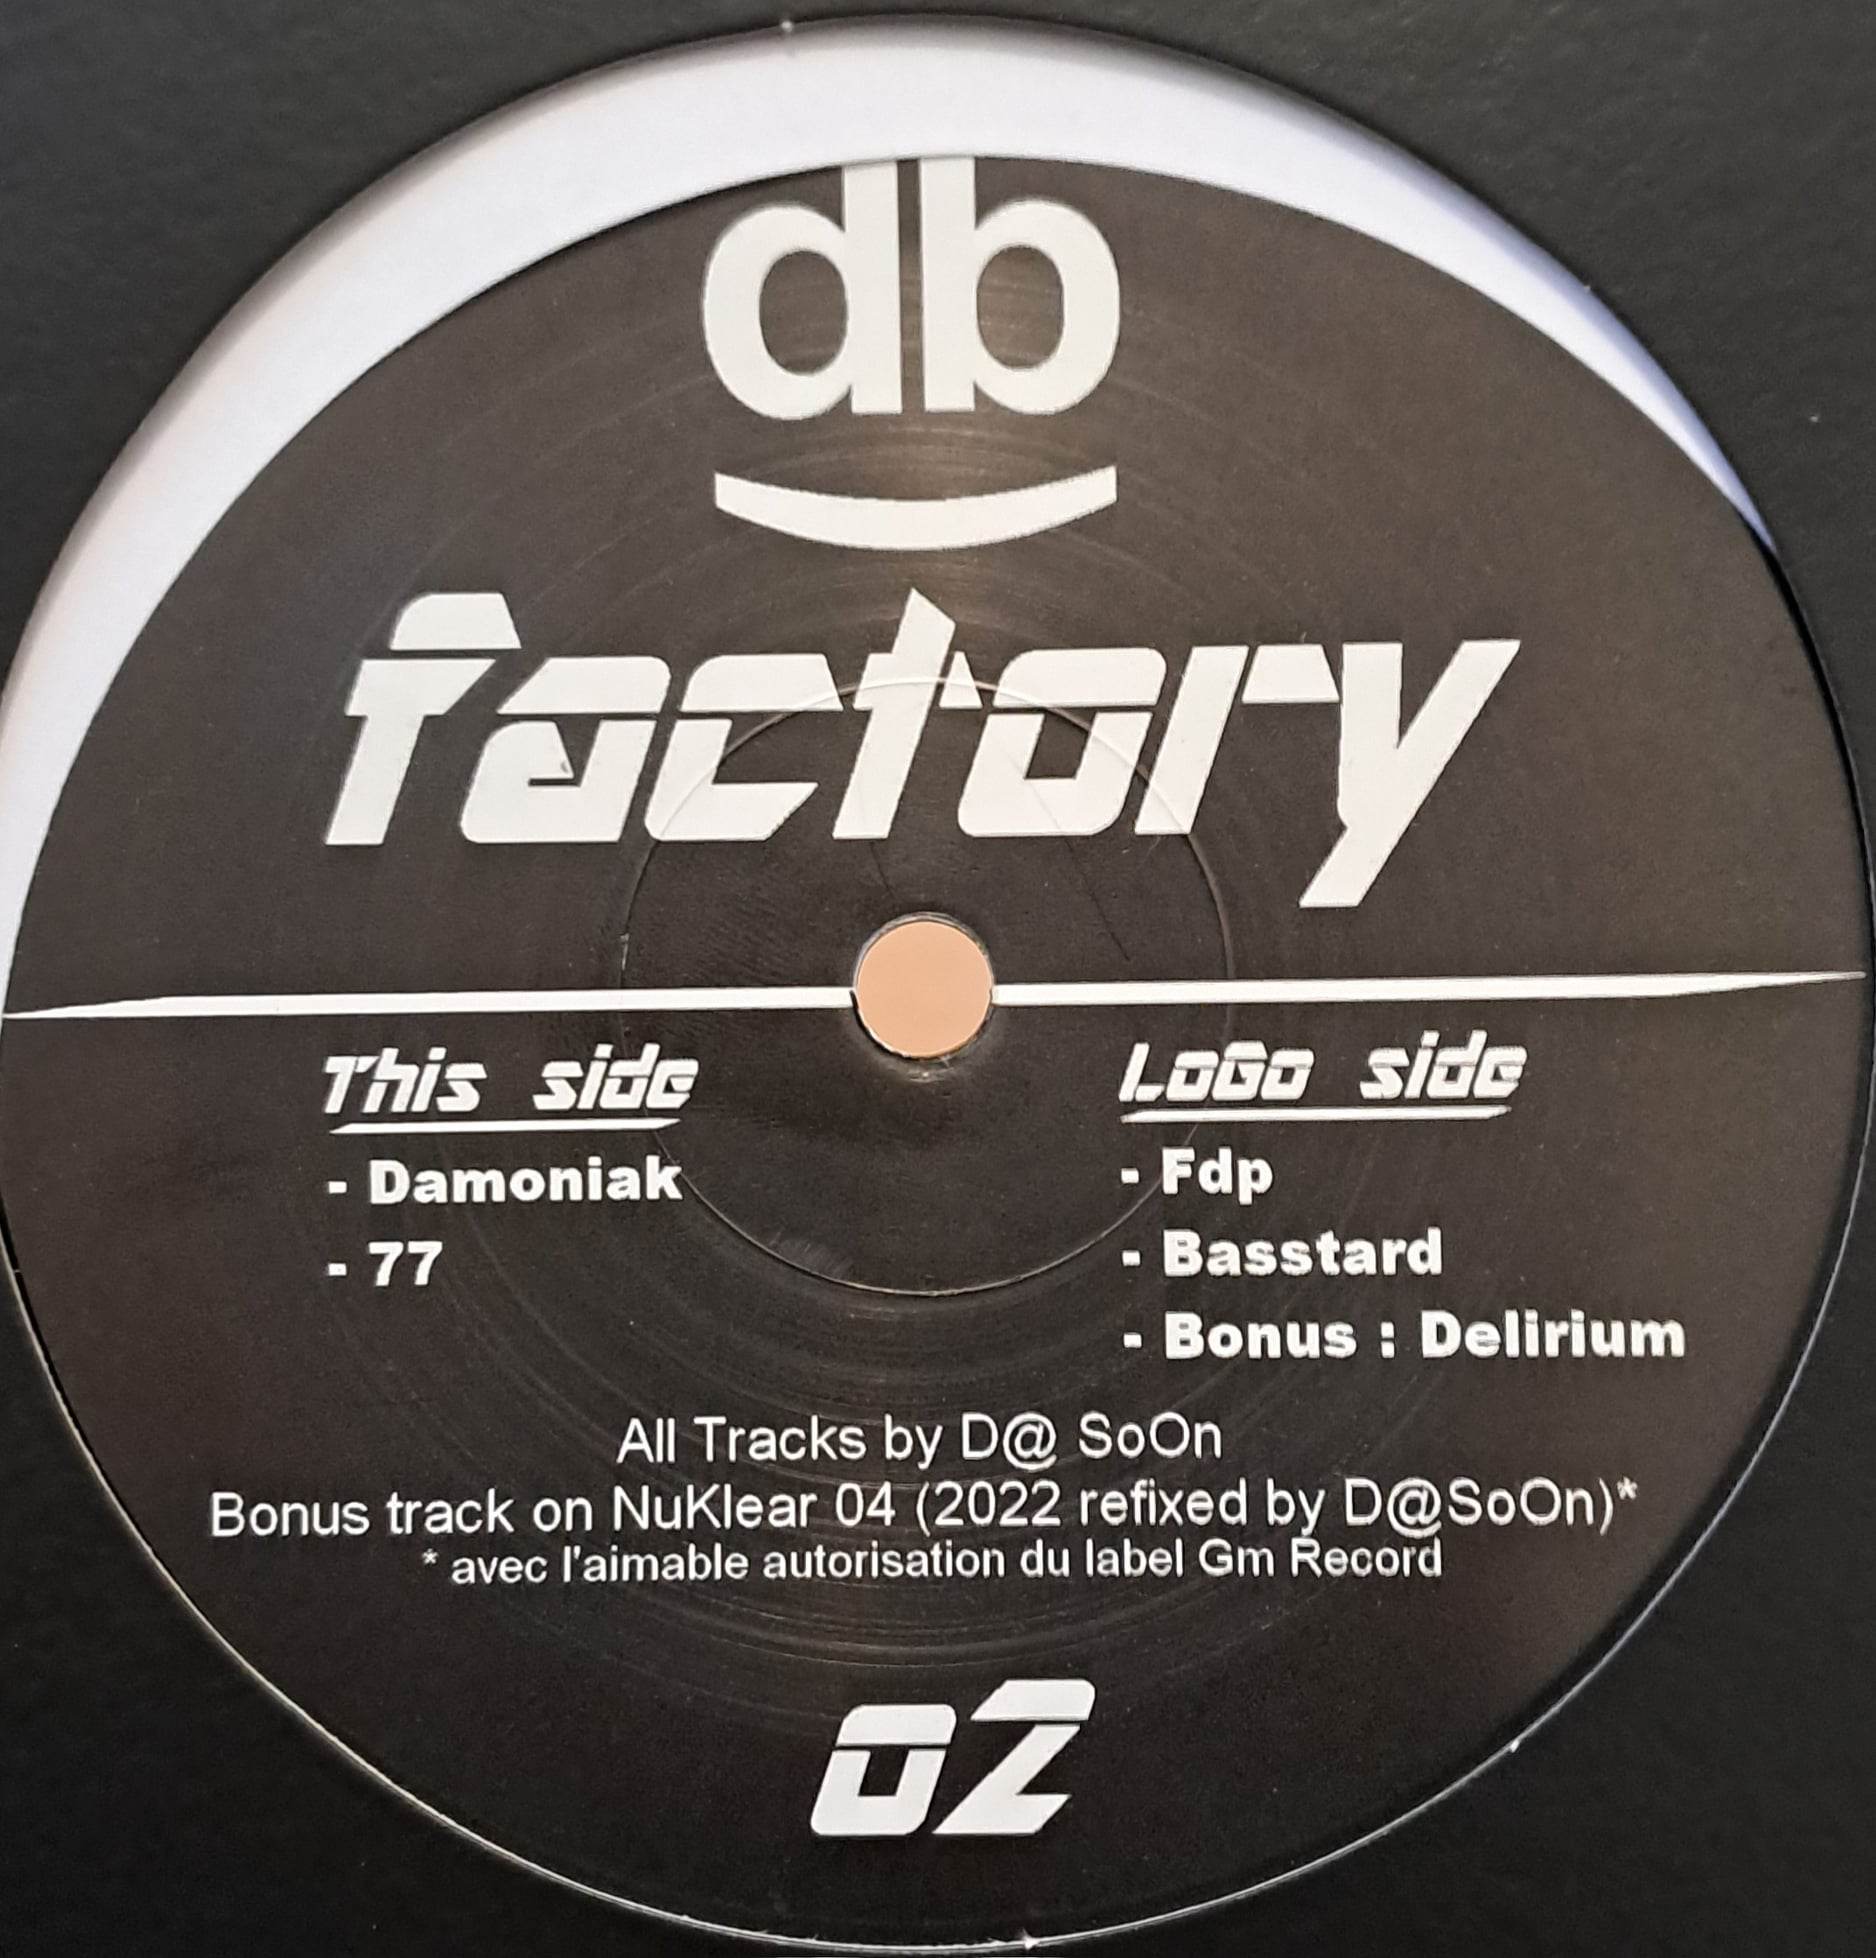 db
factory
This side
- Damoniak
- 77
LoGo side
- Fdp
- Basstard
- Bonus : Delirium
All Tracks by D@ SoOn
Bonus track on NuKlear 04 (2022 refixed by D@SoOn)*
* avec l'aimable autorisation du label Gm Record
02